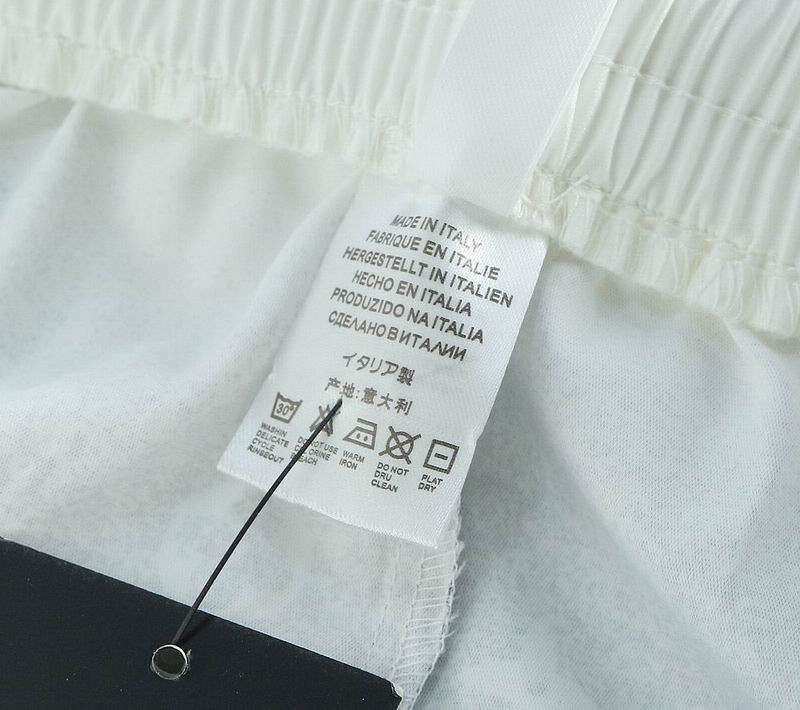 MADE IN ITALY
FABRIQUE EN ITALIE
HERGESTELLT IN ITALIEN
HECHO EN ITALIA
PRODUZIDO NA ITALIA
СДЕЛАНО В ИТАЛИИ
イタリア製
产地:意大利
30°
WASHIN DELICATE CYCLE RINSEOUT
DO NOT USE CHLORINE BLEACH
WARM IRON
DO NOT DRU CLEAN
PLAT DRY